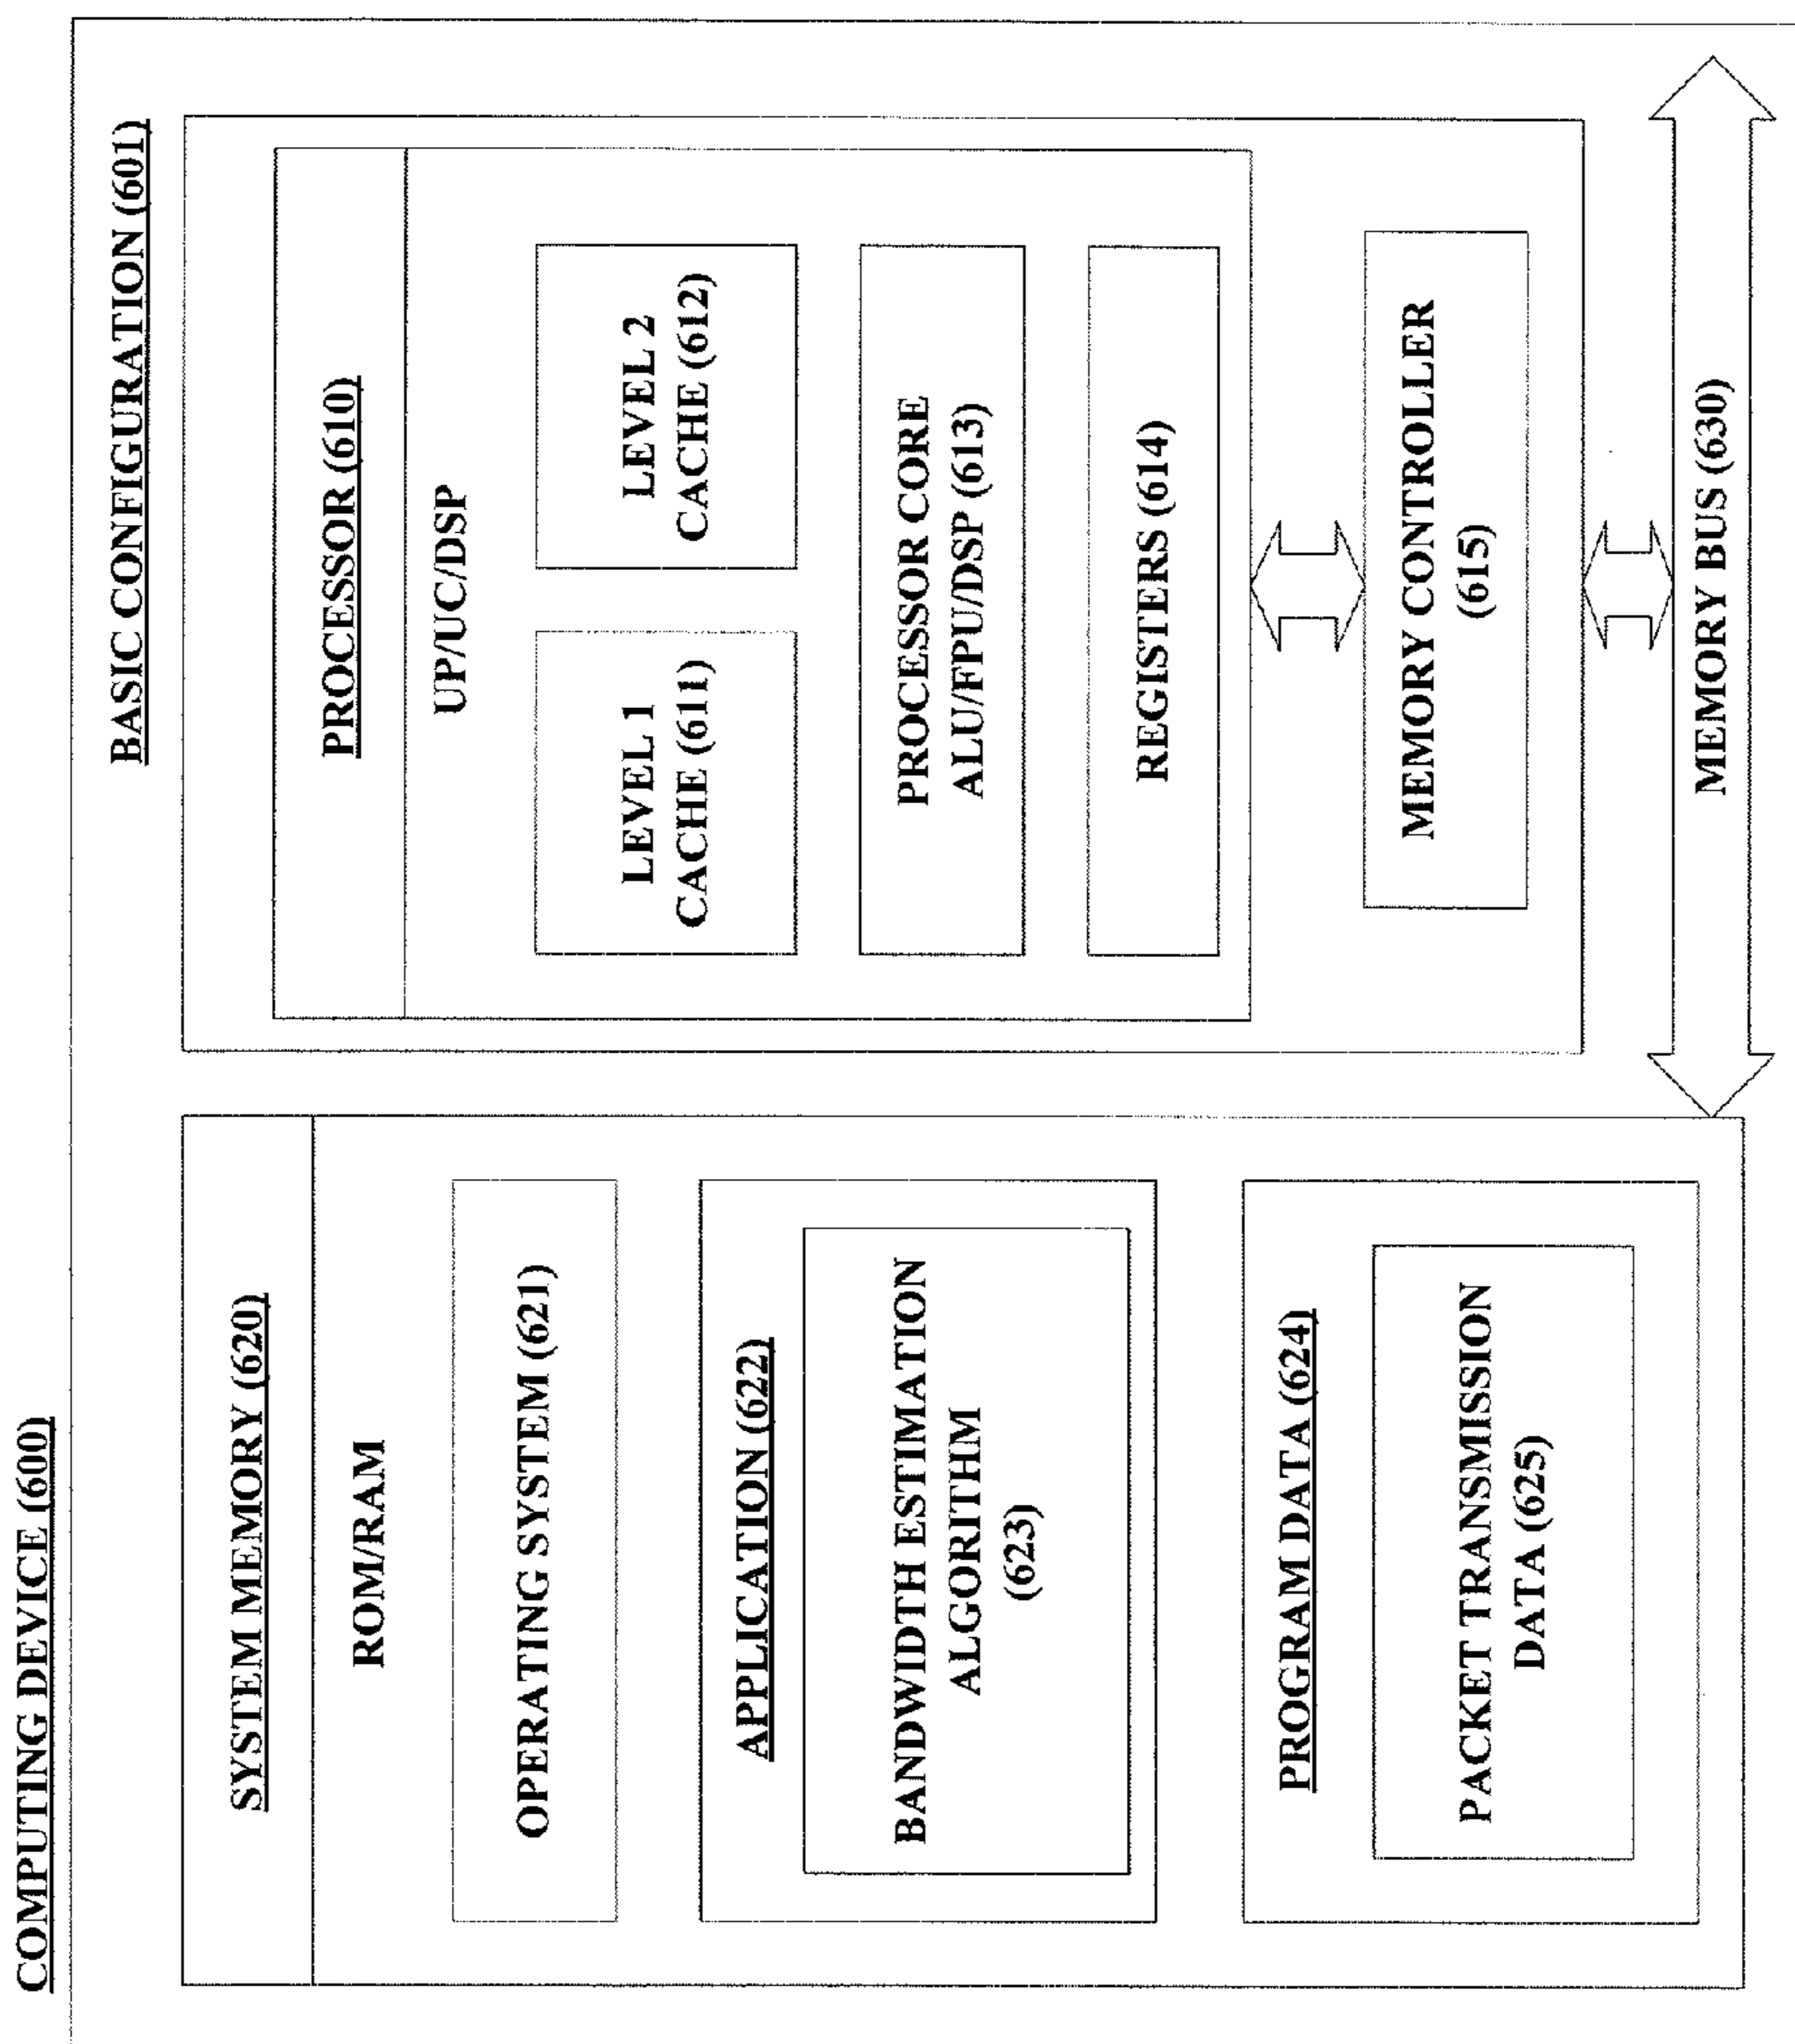 COMPUTING DEVICE (600)
BASIC CONFIGURATION (601)
SYSTEM MEMORY (620)
ROM/RAM
OPERATING SYSTEM (621)
APPLICATION (622)
BANDWIDTH ESTIMATION
ALGORITHM
(623)
PROGRAM DATA (624)
PACKET TRANSMISSION
DATA (625)
PROCESSOR (610)
UP/UC/DSP
LEVEL 1
CACHE (611)
LEVEL 2
CACHE (612)
PROCESSOR CORE
ALU/FPU/DSP (613)
REGISTERS (614)
MEMORY CONTROLLER
(615)
MEMORY BUS (630)